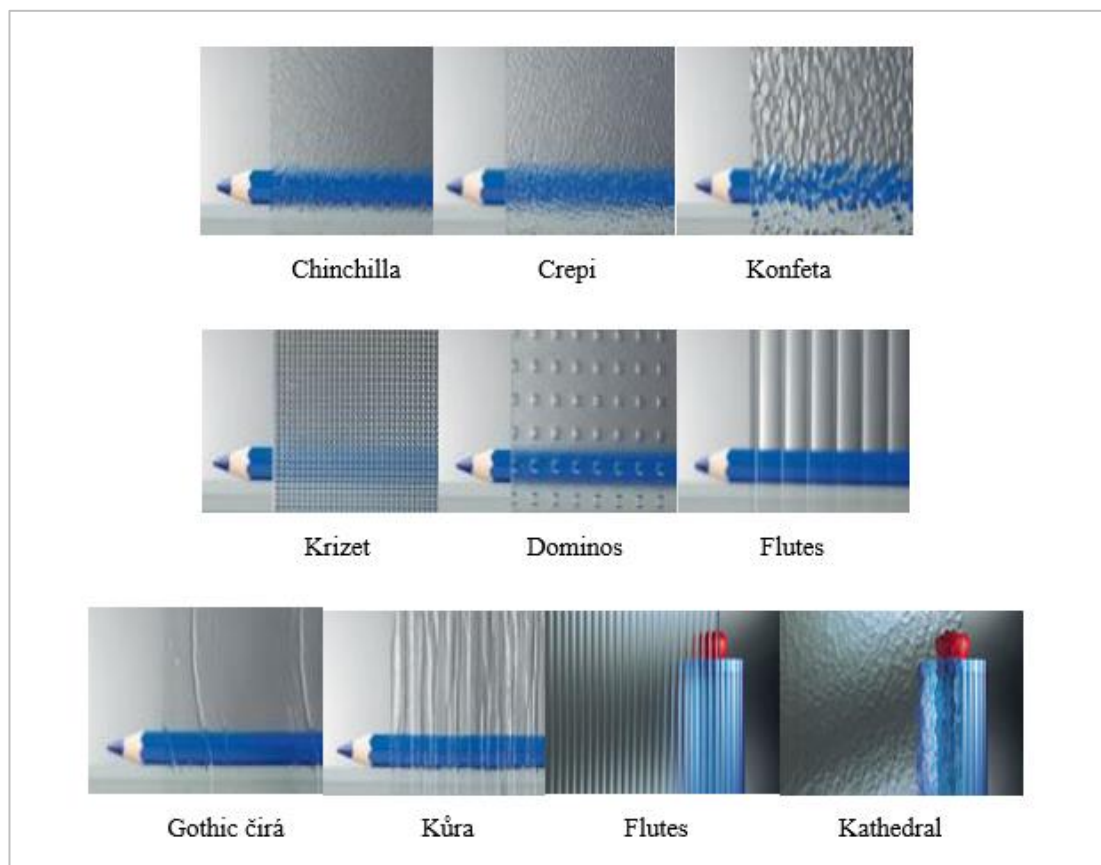 Chinchilla Crepi Konfeta
Krizet Dominos Flutes
Gothic čirá Kůra Flutes Kathedral